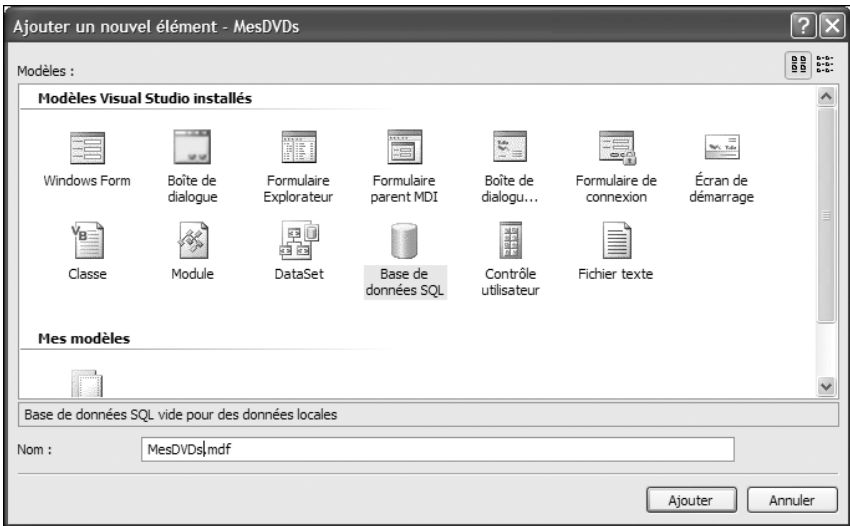 Ajouter un nouvel élément - MesDVDs
Modèles :
Modèles Visual Studio installés
Windows Form
Boîte de
dialogue
Formulaire
Explorateur
Formulaire
parent MDI
Boîte de
dialogu...
Formulaire de
connexion
Écran de
démarrage
Classe
Module
DataSet
Base de
données SQL
Contrôle
utilisateur
Fichier texte
Mes modèles
Base de données SQL vide pour des données locales
Nom :
MesDVDs.mdf
Ajouter
Annuler